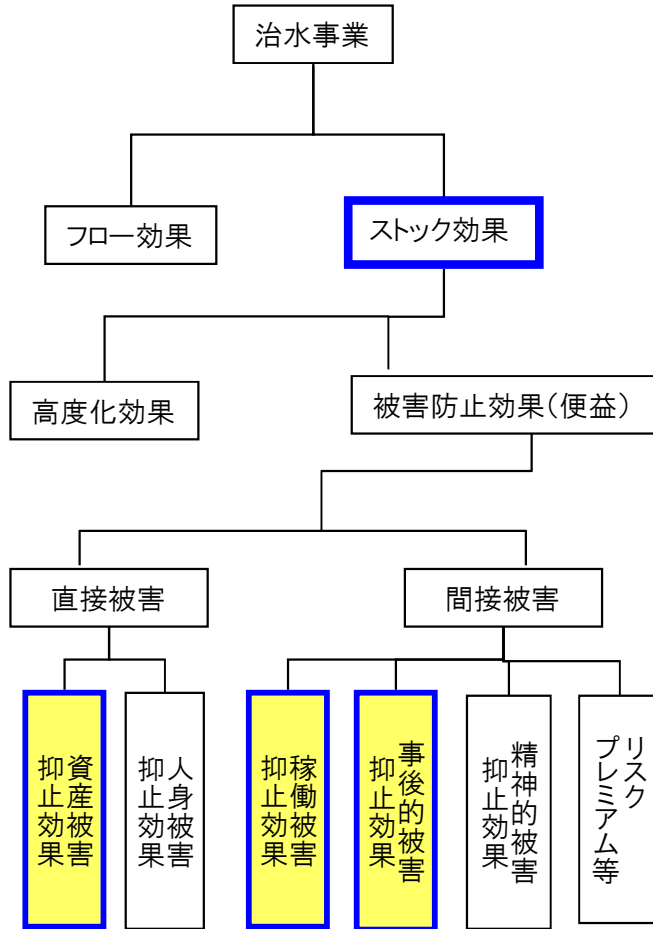 治水事業
フロー効果
ストック効果
高度化効果
被害防止効果(便益)
直接被害
間接被害
資産被害
抑止効果
人身被害
抑止効果
稼働被害
抑止効果
事後的被害
抑止効果
精神的被害
抑止効果
リスク
プレミアム等